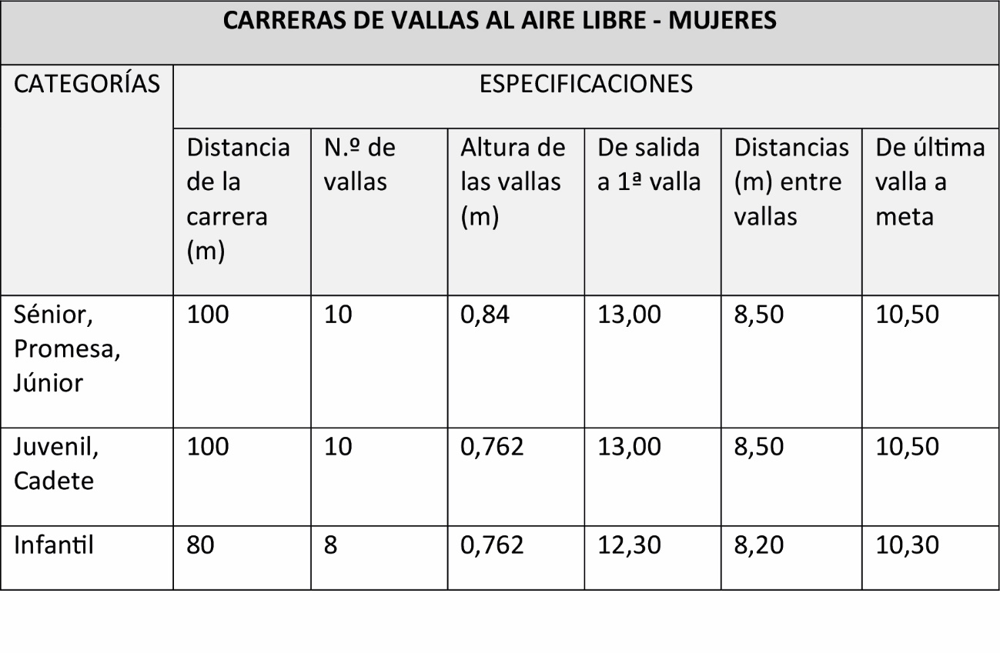 CARRERAS DE VALLAS AL AIRE LIBRE - MUJERES
CATEGORÍAS
ESPECIFICACIONES
Distancia
de la
carrera
(m)
N.º de
vallas
Altura de
las vallas
(m)
De salida
a 1ª valla
Distancias
(m) entre
vallas
De última
valla a
meta
Sénior,
Promesa,
Júnior
100
10
0,84
13,00
8,50
10,50
Juvenil,
Cadete
100
10
0,762
13,00
8,50
10,50
Infantil
80
8
0,762
12,30
8,20
10,30